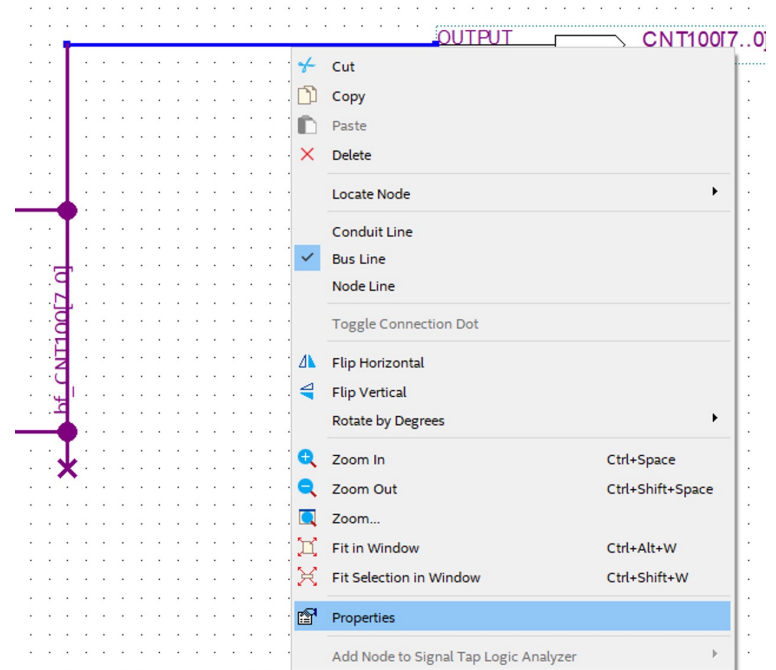 OUTPUT
CNT100[7..0]
Cut
Copy
Paste
Delete
Locate Node
Conduit Line
Bus Line
Node Line
Toggle Connection Dot
Flip Horizontal
Flip Vertical
Rotate by Degrees
Zoom In Ctrl+Space
Zoom Out Ctrl+Shift+Space
Zoom...
Fit in Window Ctrl+Alt+W
Fit Selection in Window Ctrl+Shift+W
Properties
Add Node to Signal Tap Logic Analyzer